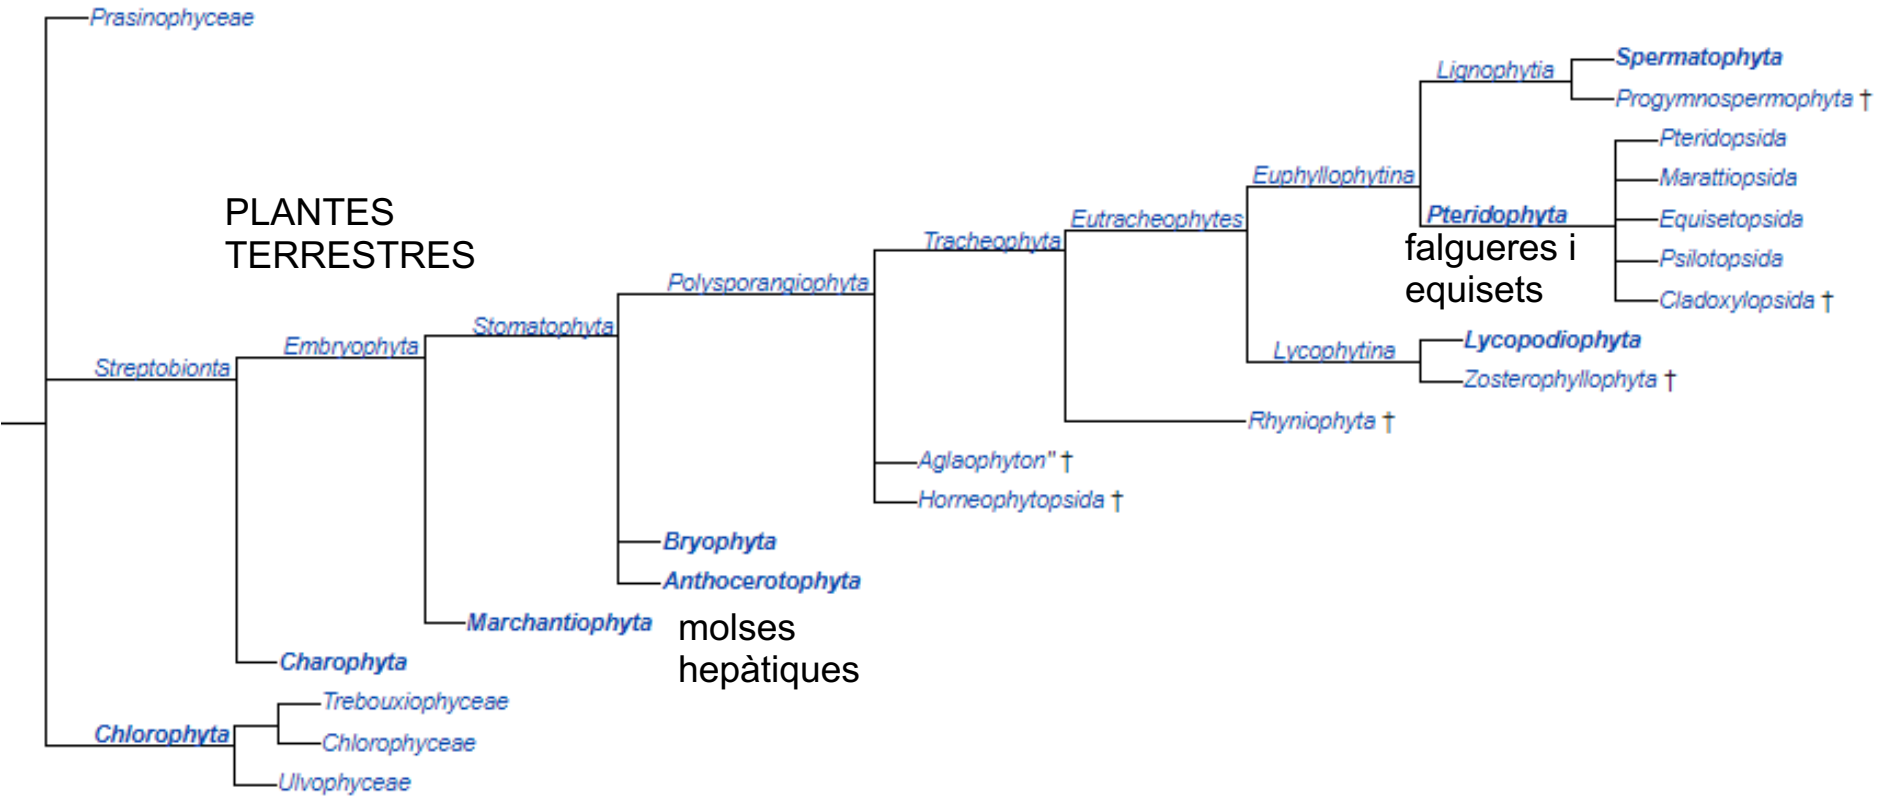 Prasinophyceae
Spermatophyta
Lignophytia
Progymnospermophyta †
Pteridopsida
Euphyllophytina
Marattiopsida
PLANTES
TERRESTRES
Eutracheophytes
Pteridophyta
Equisetopsida
Tracheophyta
falgueres i
equisets
Psilotopsida
Polysporangiophyta
Cladoxylopsida †
Stomatophyta
Lycopodiophyta
Embryophyta
Lycophytina
Streptobionta
Zosterophyllophyta †
Rhyniophyta †
Aglaophyton" †
Horneophytopsida †
Bryophyta
Anthocerotophyta
Marchantiophyta
molses
hepàtiques
Charophyta
Trebouxiophyceae
Chlorophyta
Chlorophyceae
Ulvophyceae